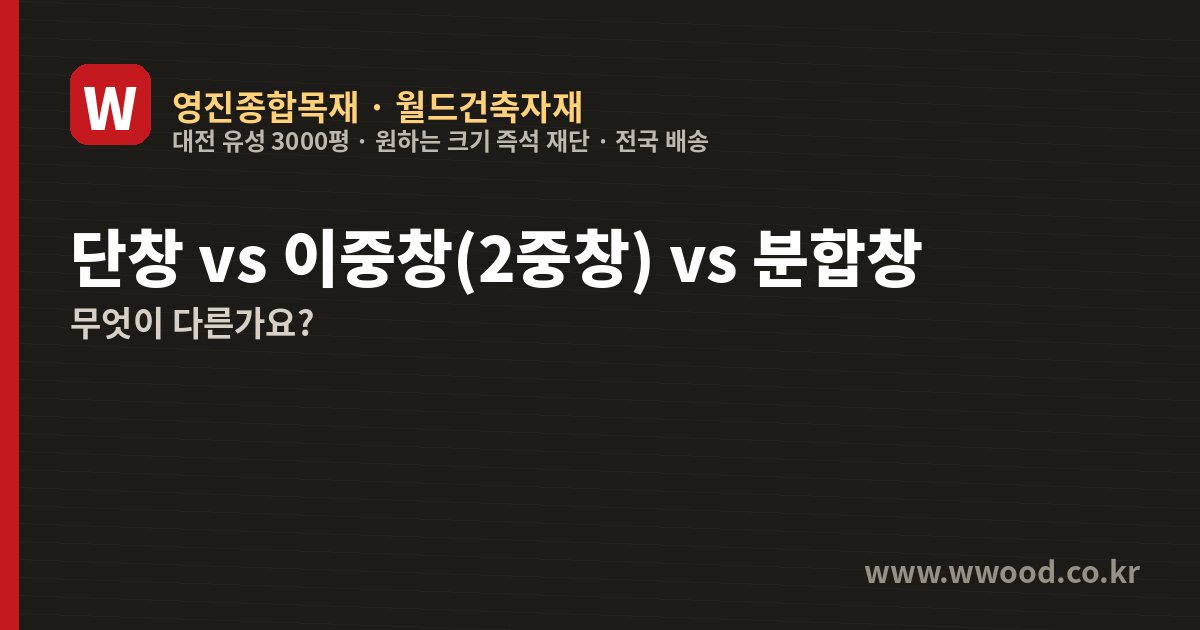 W
영진종합목재 · 월드건축자재
대전 유성 3000평 · 원하는 크기 즉석 재단 · 전국 배송
단창 vs 이중창(2중창) vs 분합창
무엇이 다른가요?
www.wwood.co.kr